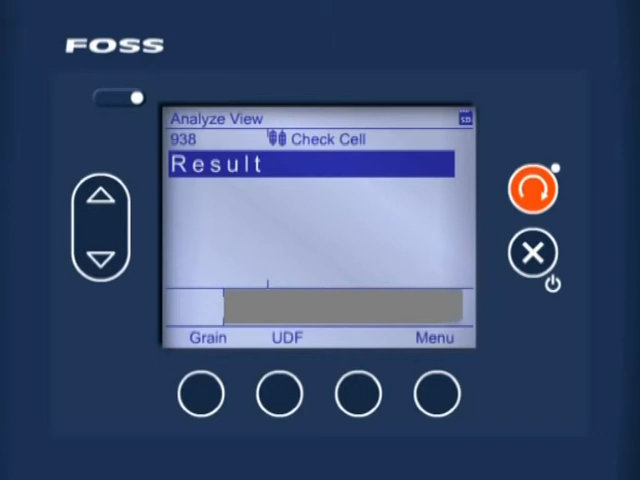 FOSS
Analyze View
938 Check Cell
Result
Grain UDF Menu